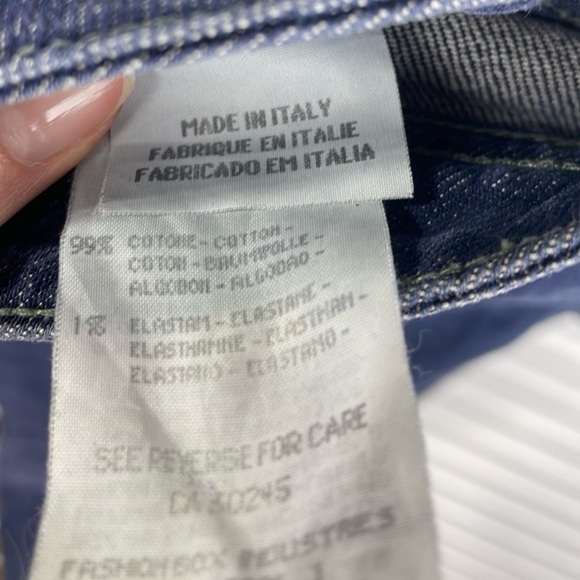 MADE IN ITALY
FABRIQUE EN ITALIE
FABRICADO EM ITALIA
99% COTONE - COTTON -
COTON - BAUMWOLLE -
ALGODON - ALGODAO -
1% ELASTAM - ELASTANE -
ELASTHANNE - ELASTHAN -
ELASTANO - ELASTANO -
SEE REVERSE FOR CARE
CA 30245
FASHION BOX INDUSTRIES